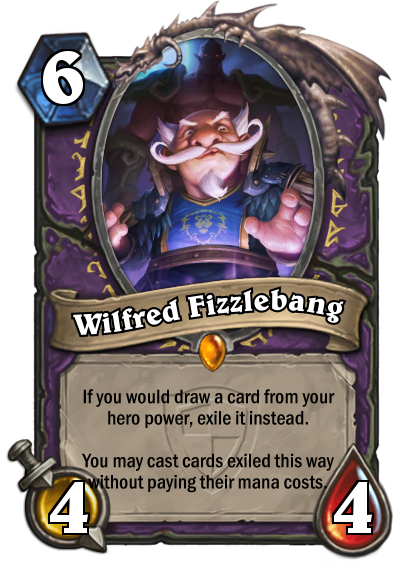 6
Wilfred Fizzlebang
If you would draw a card from your
hero power, exile it instead.
You may cast cards exiled this way
without paying their mana costs.
4
4